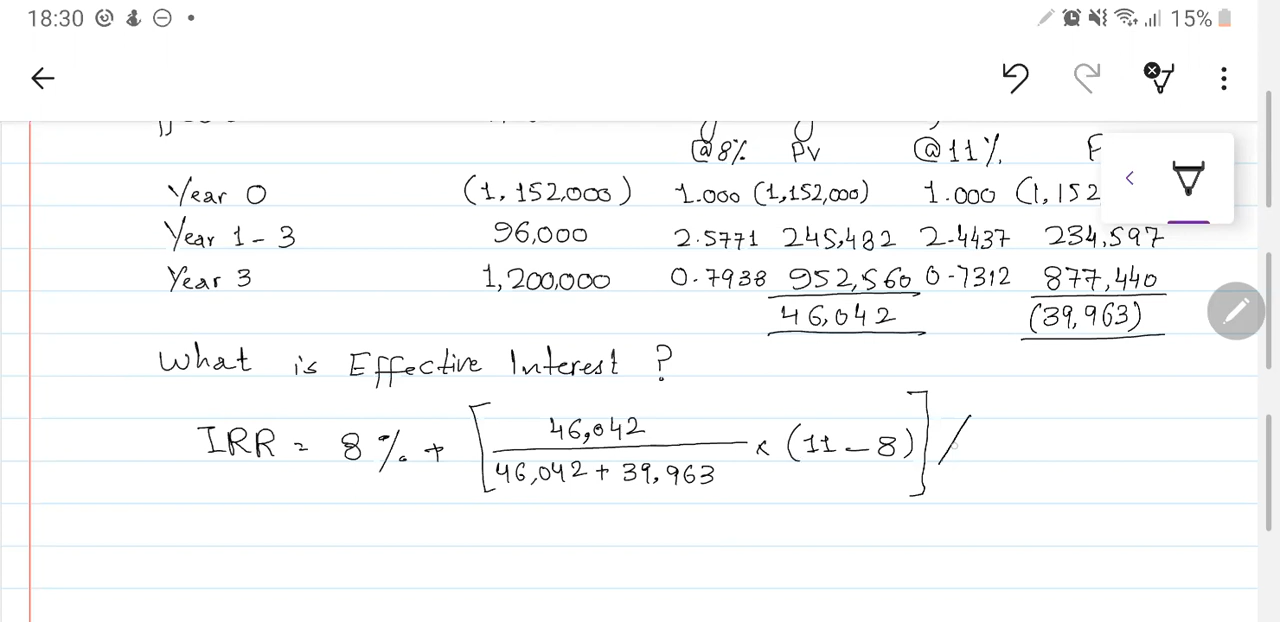 18:30 15%
@8% PV @11%
Year 0 (1,152,000) 1.000 (1,152,000) 1.000 (1,152
Year 1-3 96,000 2.5771 245,482 2.4437 234,597
Year 3 1,200,000 0.7938 952,560 0.7312 877,440
46,042 (39,963)
What is Effective Interest ?
IRR = 8% + [ 46,042 / 46,042 + 39,963 × (11 - 8) ] /